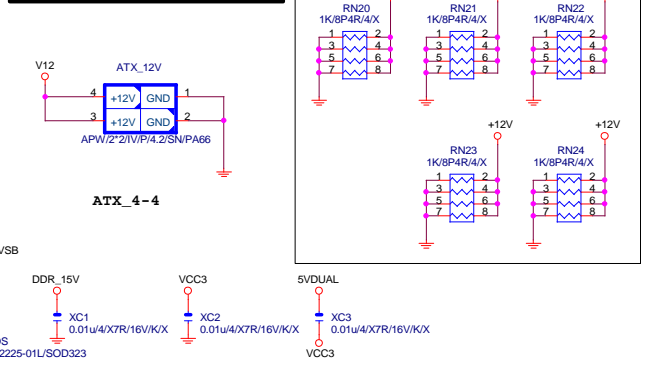 RN20
1K/8P4R/4/X
1 2
3 4
5 6
7 8
RN21
1K/8P4R/4/X
1 2
3 4
5 6
7 8
RN22
1K/8P4R/4/X
1 2
3 4
5 6
7 8
V12
ATX_12V
4 +12V GND 1
3 +12V GND 2
APW/2*2/IV/P/4.2/SN/PA66
ATX_4-4
+12V
RN23
1K/8P4R/4/X
1 2
3 4
5 6
7 8
+12V
RN24
1K/8P4R/4/X
1 2
3 4
5 6
7 8
VSB
DDR_15V
XC1
0.01u/4/X7R/16V/K/X
VCC3
XC2
0.01u/4/X7R/16V/K/X
5VDUAL
XC3
0.01u/4/X7R/16V/K/X
VCC3
OS
2225-01L/SOD323